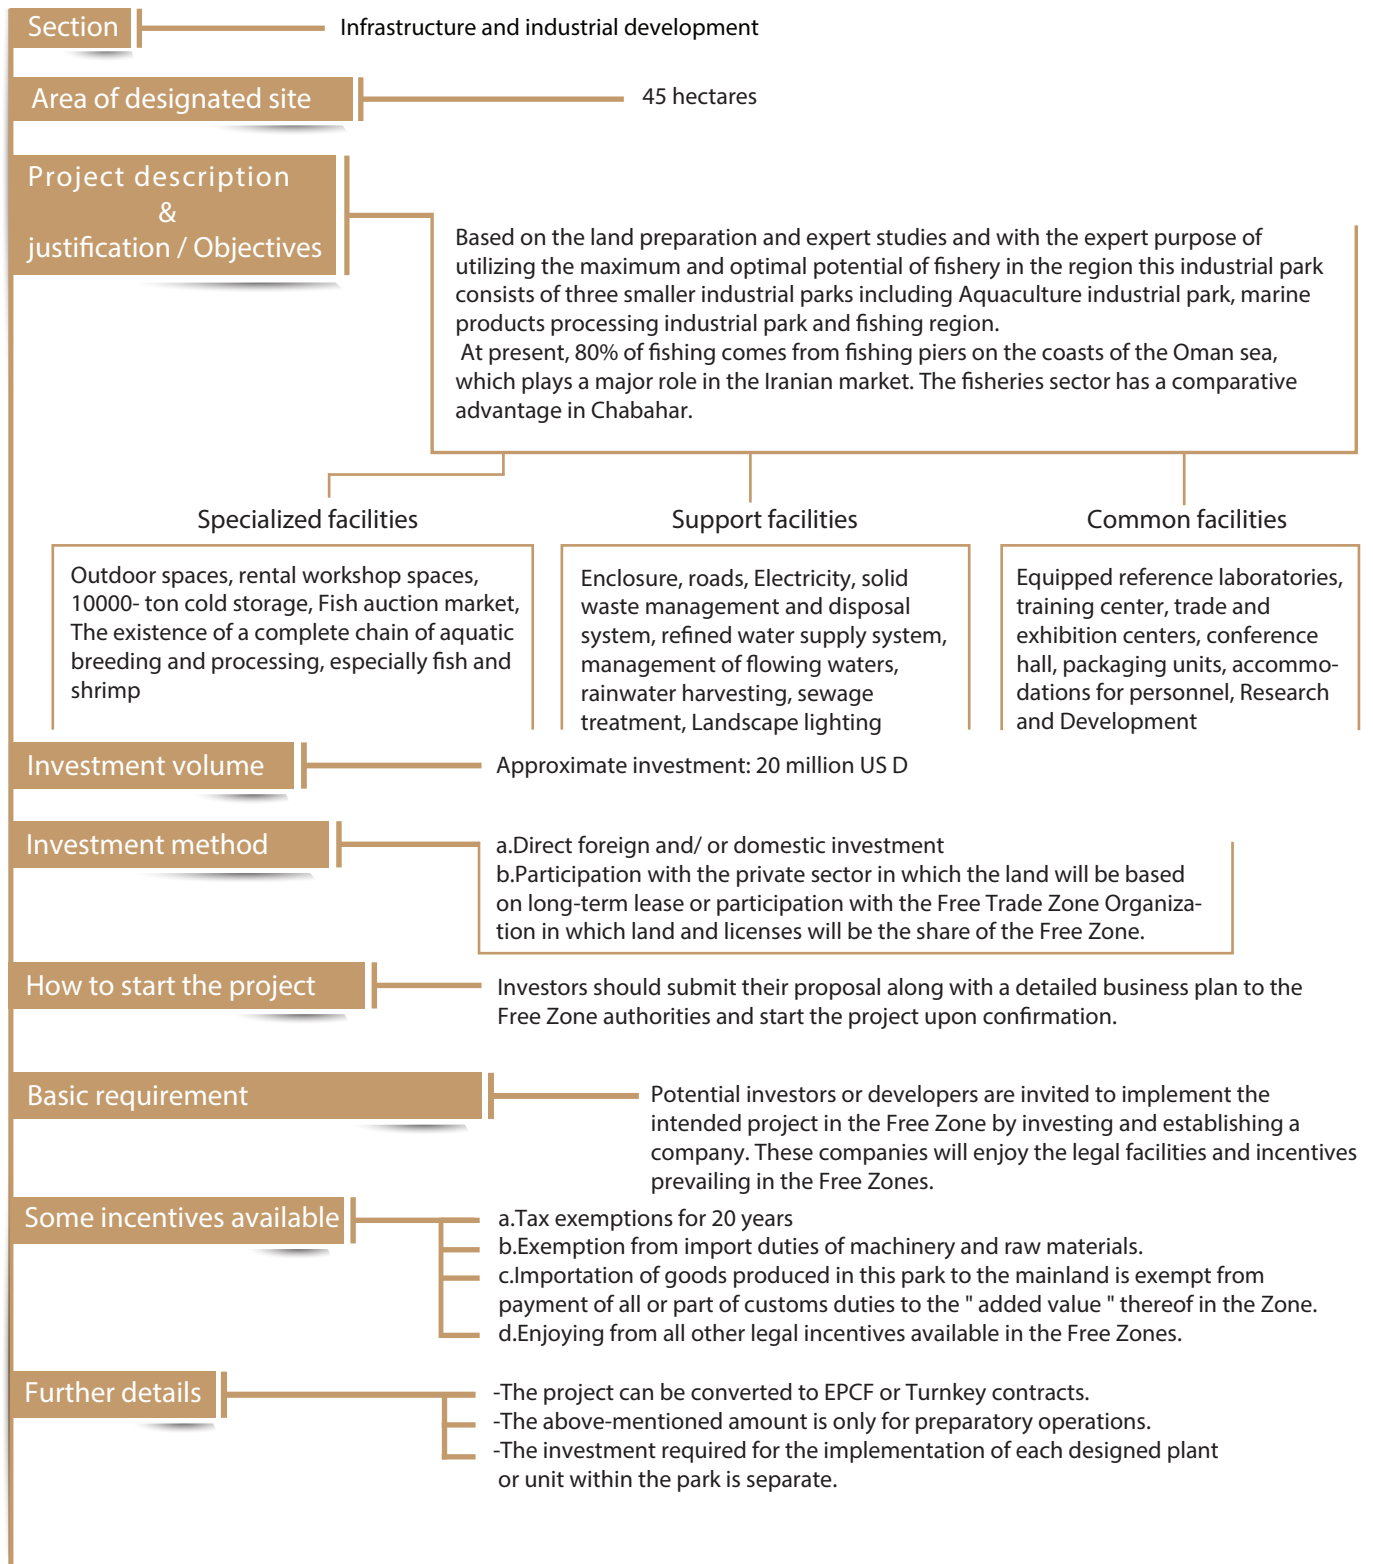 Section
Infrastructure and industrial development
Area of designated site
45 hectares
Project description
&
justification / Objectives
Based on the land preparation and expert studies and with the expert purpose of
utilizing the maximum and optimal potential of fishery in the region this industrial park
consists of three smaller industrial parks including Aquaculture industrial park, marine
products processing industrial park and fishing region.
At present, 80% of fishing comes from fishing piers on the coasts of the Oman sea,
which plays a major role in the Iranian market. The fisheries sector has a comparative
advantage in Chabahar.
Specialized facilities
Outdoor spaces, rental workshop spaces,
10000- ton cold storage, Fish auction market,
The existence of a complete chain of aquatic
breeding and processing, especially fish and
shrimp
Support facilities
Enclosure, roads, Electricity, solid
waste management and disposal
system, refined water supply system,
management of flowing waters,
rainwater harvesting, sewage
treatment, Landscape lighting
Common facilities
Equipped reference laboratories,
training center, trade and
exhibition centers, conference
hall, packaging units, accommo-
dations for personnel, Research
and Development
Investment volume
Approximate investment: 20 million US D
Investment method
a.Direct foreign and/ or domestic investment
b.Participation with the private sector in which the land will be based
on long-term lease or participation with the Free Trade Zone Organiza-
tion in which land and licenses will be the share of the Free Zone.
How to start the project
Investors should submit their proposal along with a detailed business plan to the
Free Zone authorities and start the project upon confirmation.
Basic requirement
Potential investors or developers are invited to implement the
intended project in the Free Zone by investing and establishing a
company. These companies will enjoy the legal facilities and incentives
prevailing in the Free Zones.
Some incentives available
a.Tax exemptions for 20 years
b.Exemption from import duties of machinery and raw materials.
c.Importation of goods produced in this park to the mainland is exempt from
payment of all or part of customs duties to the " added value " thereof in the Zone.
d.Enjoying from all other legal incentives available in the Free Zones.
Further details
-The project can be converted to EPCF or Turnkey contracts.
-The above-mentioned amount is only for preparatory operations.
-The investment required for the implementation of each designed plant
or unit within the park is separate.